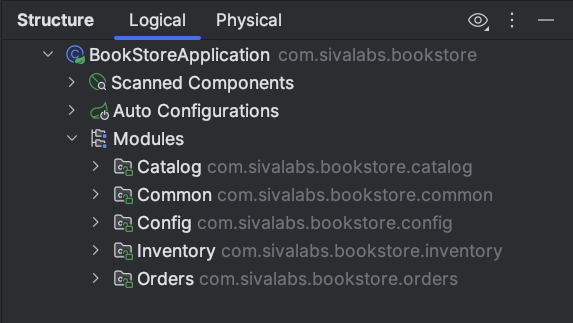 Structure Logical Physical
BookStoreApplication com.sivalabs.bookstore
Scanned Components
Auto Configurations
Modules
Catalog com.sivalabs.bookstore.catalog
Common com.sivalabs.bookstore.common
Config com.sivalabs.bookstore.config
Inventory com.sivalabs.bookstore.inventory
Orders com.sivalabs.bookstore.orders